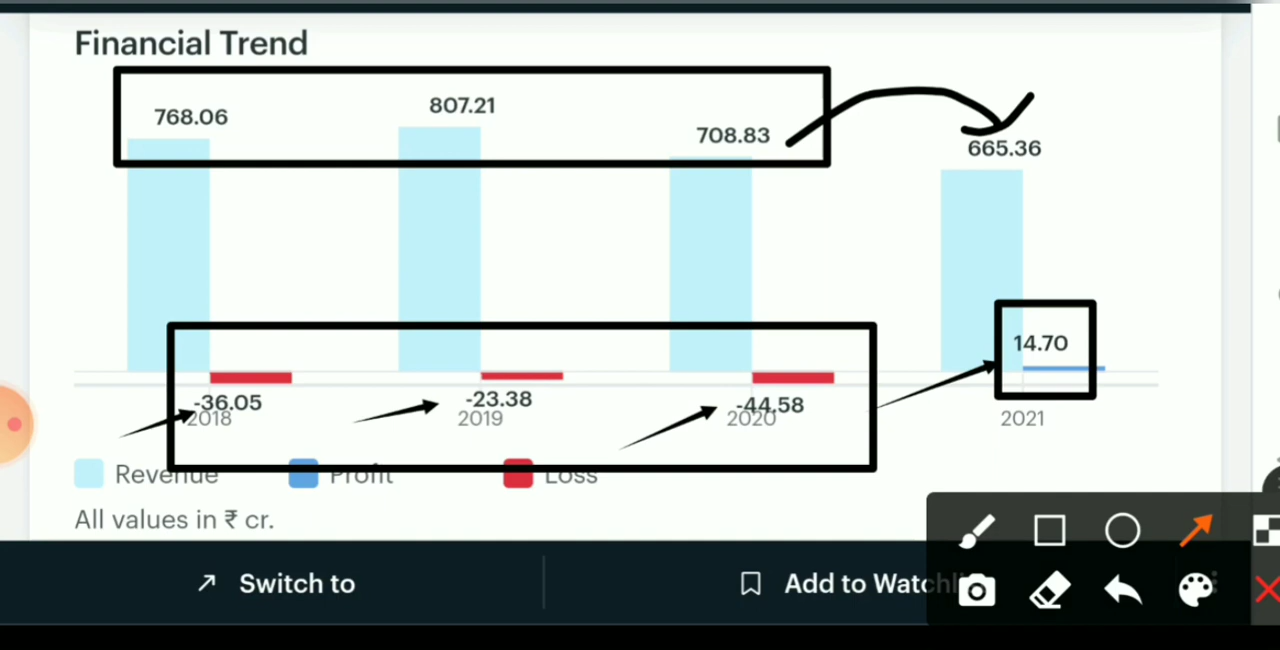 Financial Trend
768.06 807.21 708.83 665.36
14.70
-36.05 -23.38 -44.58
2018 2019 2020 2021
Revenue Profit Loss
All values in ₹ cr.
Switch to Add to Watchli